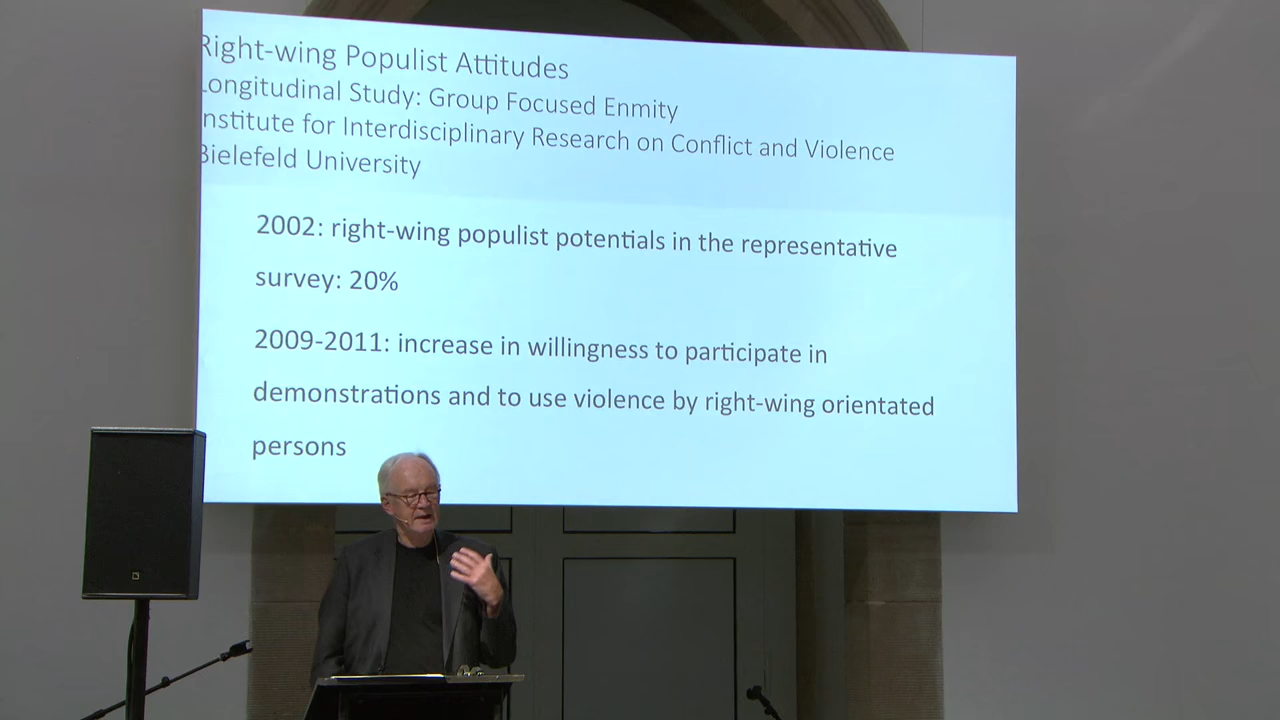 Right-wing Populist Attitudes
Longitudinal Study: Group Focused Enmity
Institute for Interdisciplinary Research on Conflict and Violence
Bielefeld University
2002: right-wing populist potentials in the representative
survey: 20%
2009-2011: increase in willingness to participate in
demonstrations and to use violence by right-wing orientated
persons